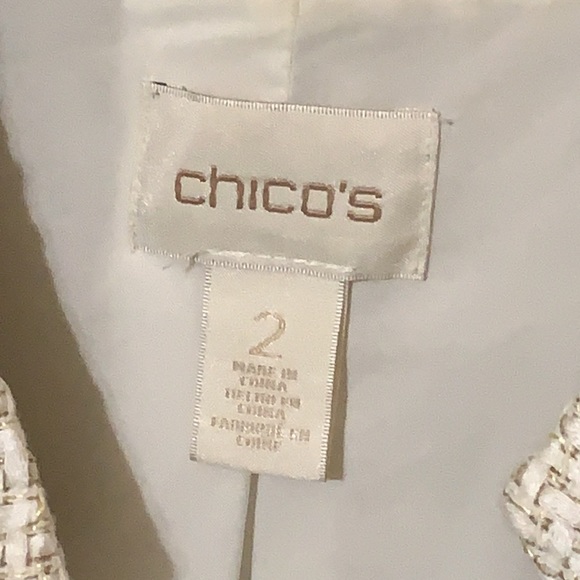 chico's
2
MADE IN
CHINA
HECHO EN
CHINA
FABRIQUÉ EN
CHINE